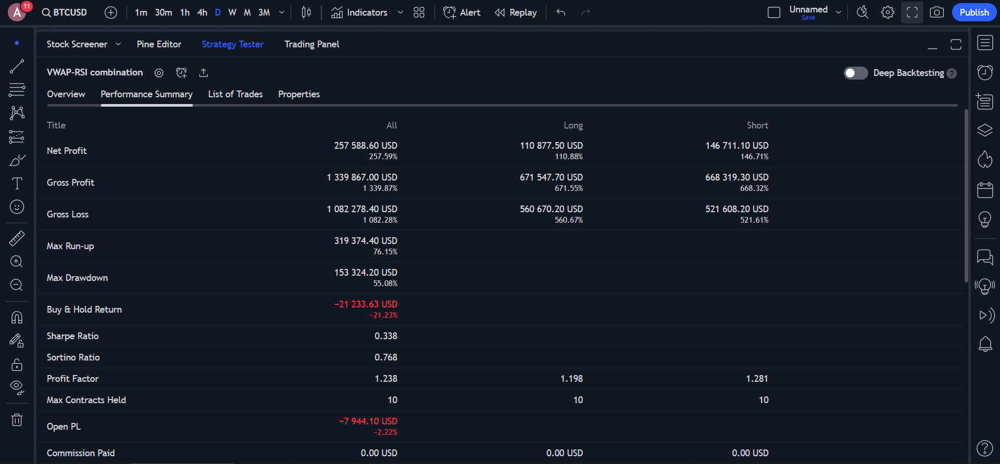 A
11
BTCUSD
1m 30m 1h 4h D W M 3M
Indicators
Alert
Replay
Unnamed
Save
Publish
Stock Screener
Pine Editor
Strategy Tester
Trading Panel
VWAP-RSI combination
Deep Backtesting ?
Overview Performance Summary List of Trades Properties
Title All Long Short
Net Profit 257 588.60 USD 110 877.50 USD 146 711.10 USD
257.59% 110.88% 146.71%
Gross Profit 1 339 867.00 USD 671 547.70 USD 668 319.30 USD
1 339.87% 671.55% 668.32%
Gross Loss 1 082 278.40 USD 560 670.20 USD 521 608.20 USD
1 082.28% 560.67% 521.61%
Max Run-up 319 374.40 USD
76.15%
Max Drawdown 153 324.20 USD
55.08%
Buy & Hold Return −21 233.63 USD
−21.23%
Sharpe Ratio 0.338
Sortino Ratio 0.768
Profit Factor 1.238 1.198 1.281
Max Contracts Held 10 10 10
Open PL −7 944.10 USD
−2.22%
Commission Paid 0.00 USD 0.00 USD 0.00 USD